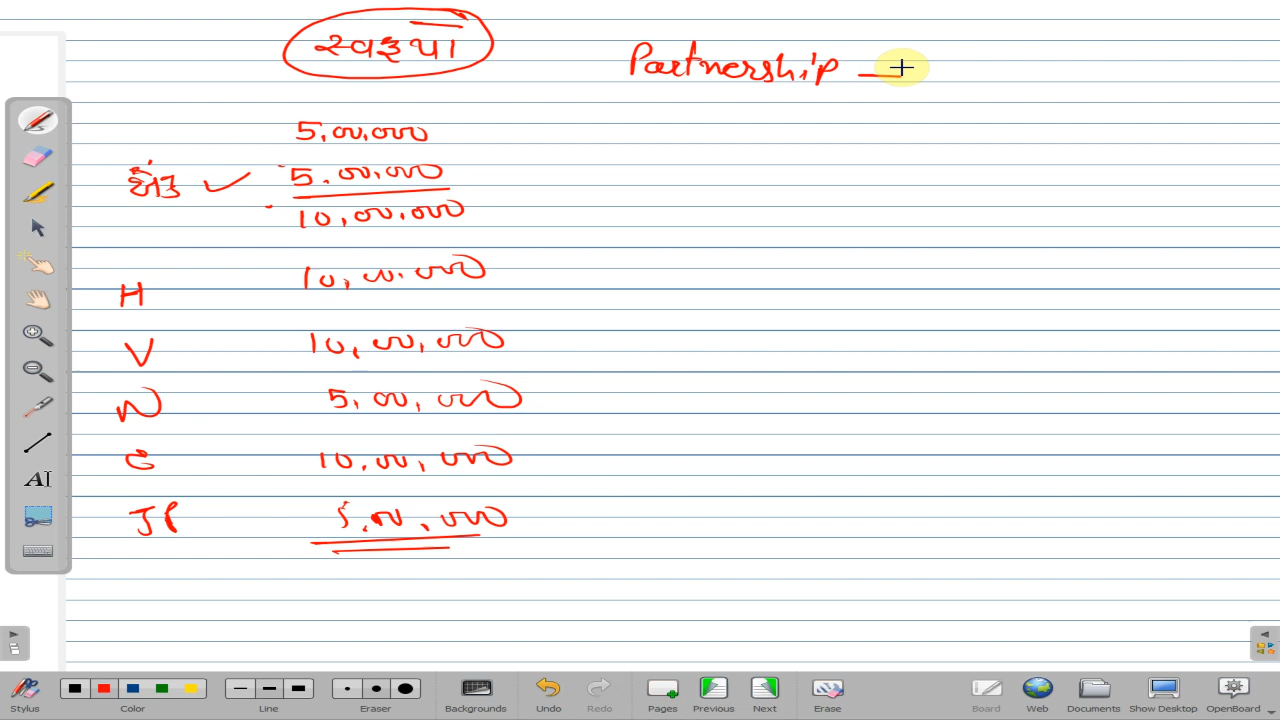 સ્વરૂપો
Partnership
5,00,000
5,00,000
10,00,000
H 10,00,000
V 10,00,000
N 5,00,000
C 10,00,000
5,00,000
AI
Stylus Color Line Eraser Backgrounds Undo Redo Pages Previous Next Erase Board Web Documents Show Desktop OpenBoard